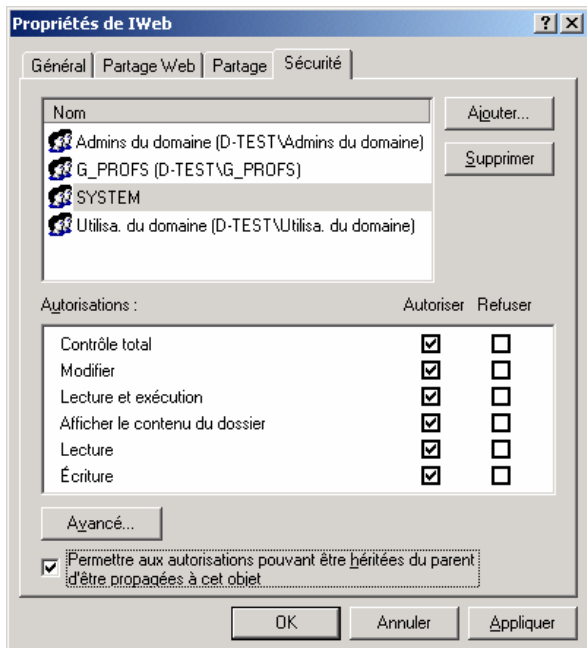 Propriétés de IWeb
Général Partage Web Partage Sécurité
Nom
Ajouter...
Admins du domaine (D-TEST\Admins du domaine)
G_PROFS (D-TEST\G_PROFS)
Supprimer
SYSTEM
Utilisa. du domaine (D-TEST\Utilisa. du domaine)
Autorisations : Autoriser Refuser
Contrôle total
Modifier
Lecture et exécution
Afficher le contenu du dossier
Lecture
Écriture
Avancé...
Permettre aux autorisations pouvant être héritées du parent
d'être propagées à cet objet
OK Annuler Appliquer